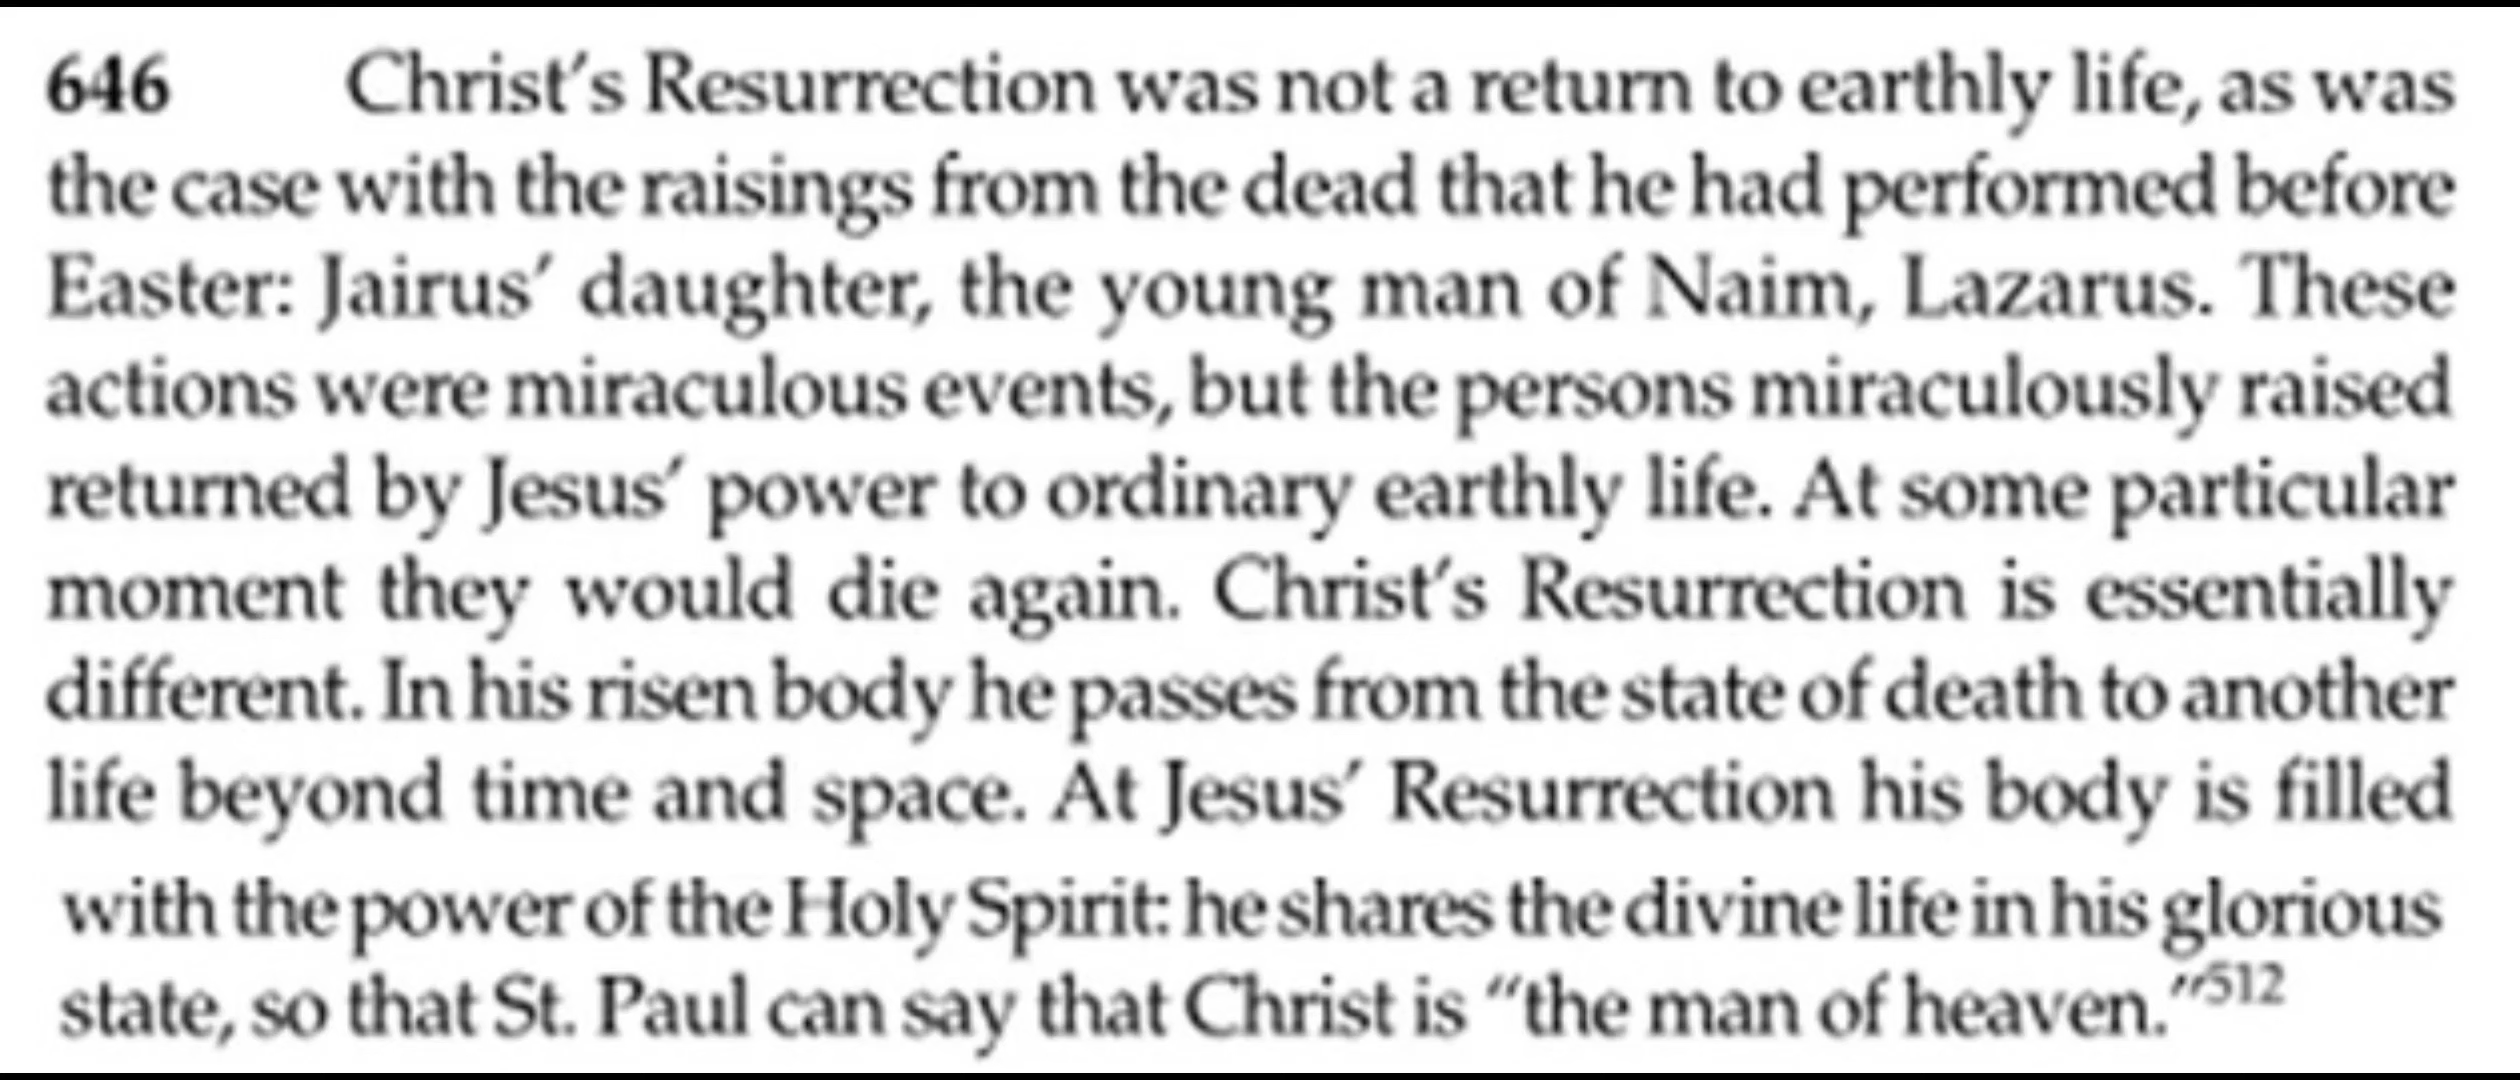 646 Christ's Resurrection was not a return to earthly life, as was
the case with the raisings from the dead that he had performed before
Easter: Jairus' daughter, the young man of Naim, Lazarus. These
actions were miraculous events, but the persons miraculously raised
returned by Jesus' power to ordinary earthly life. At some particular
moment they would die again. Christ's Resurrection is essentially
different. In his risen body he passes from the state of death to another
life beyond time and space. At Jesus' Resurrection his body is filled
with the power of the Holy Spirit: he shares the divine life in his glorious
state, so that St. Paul can say that Christ is "the man of heaven."512